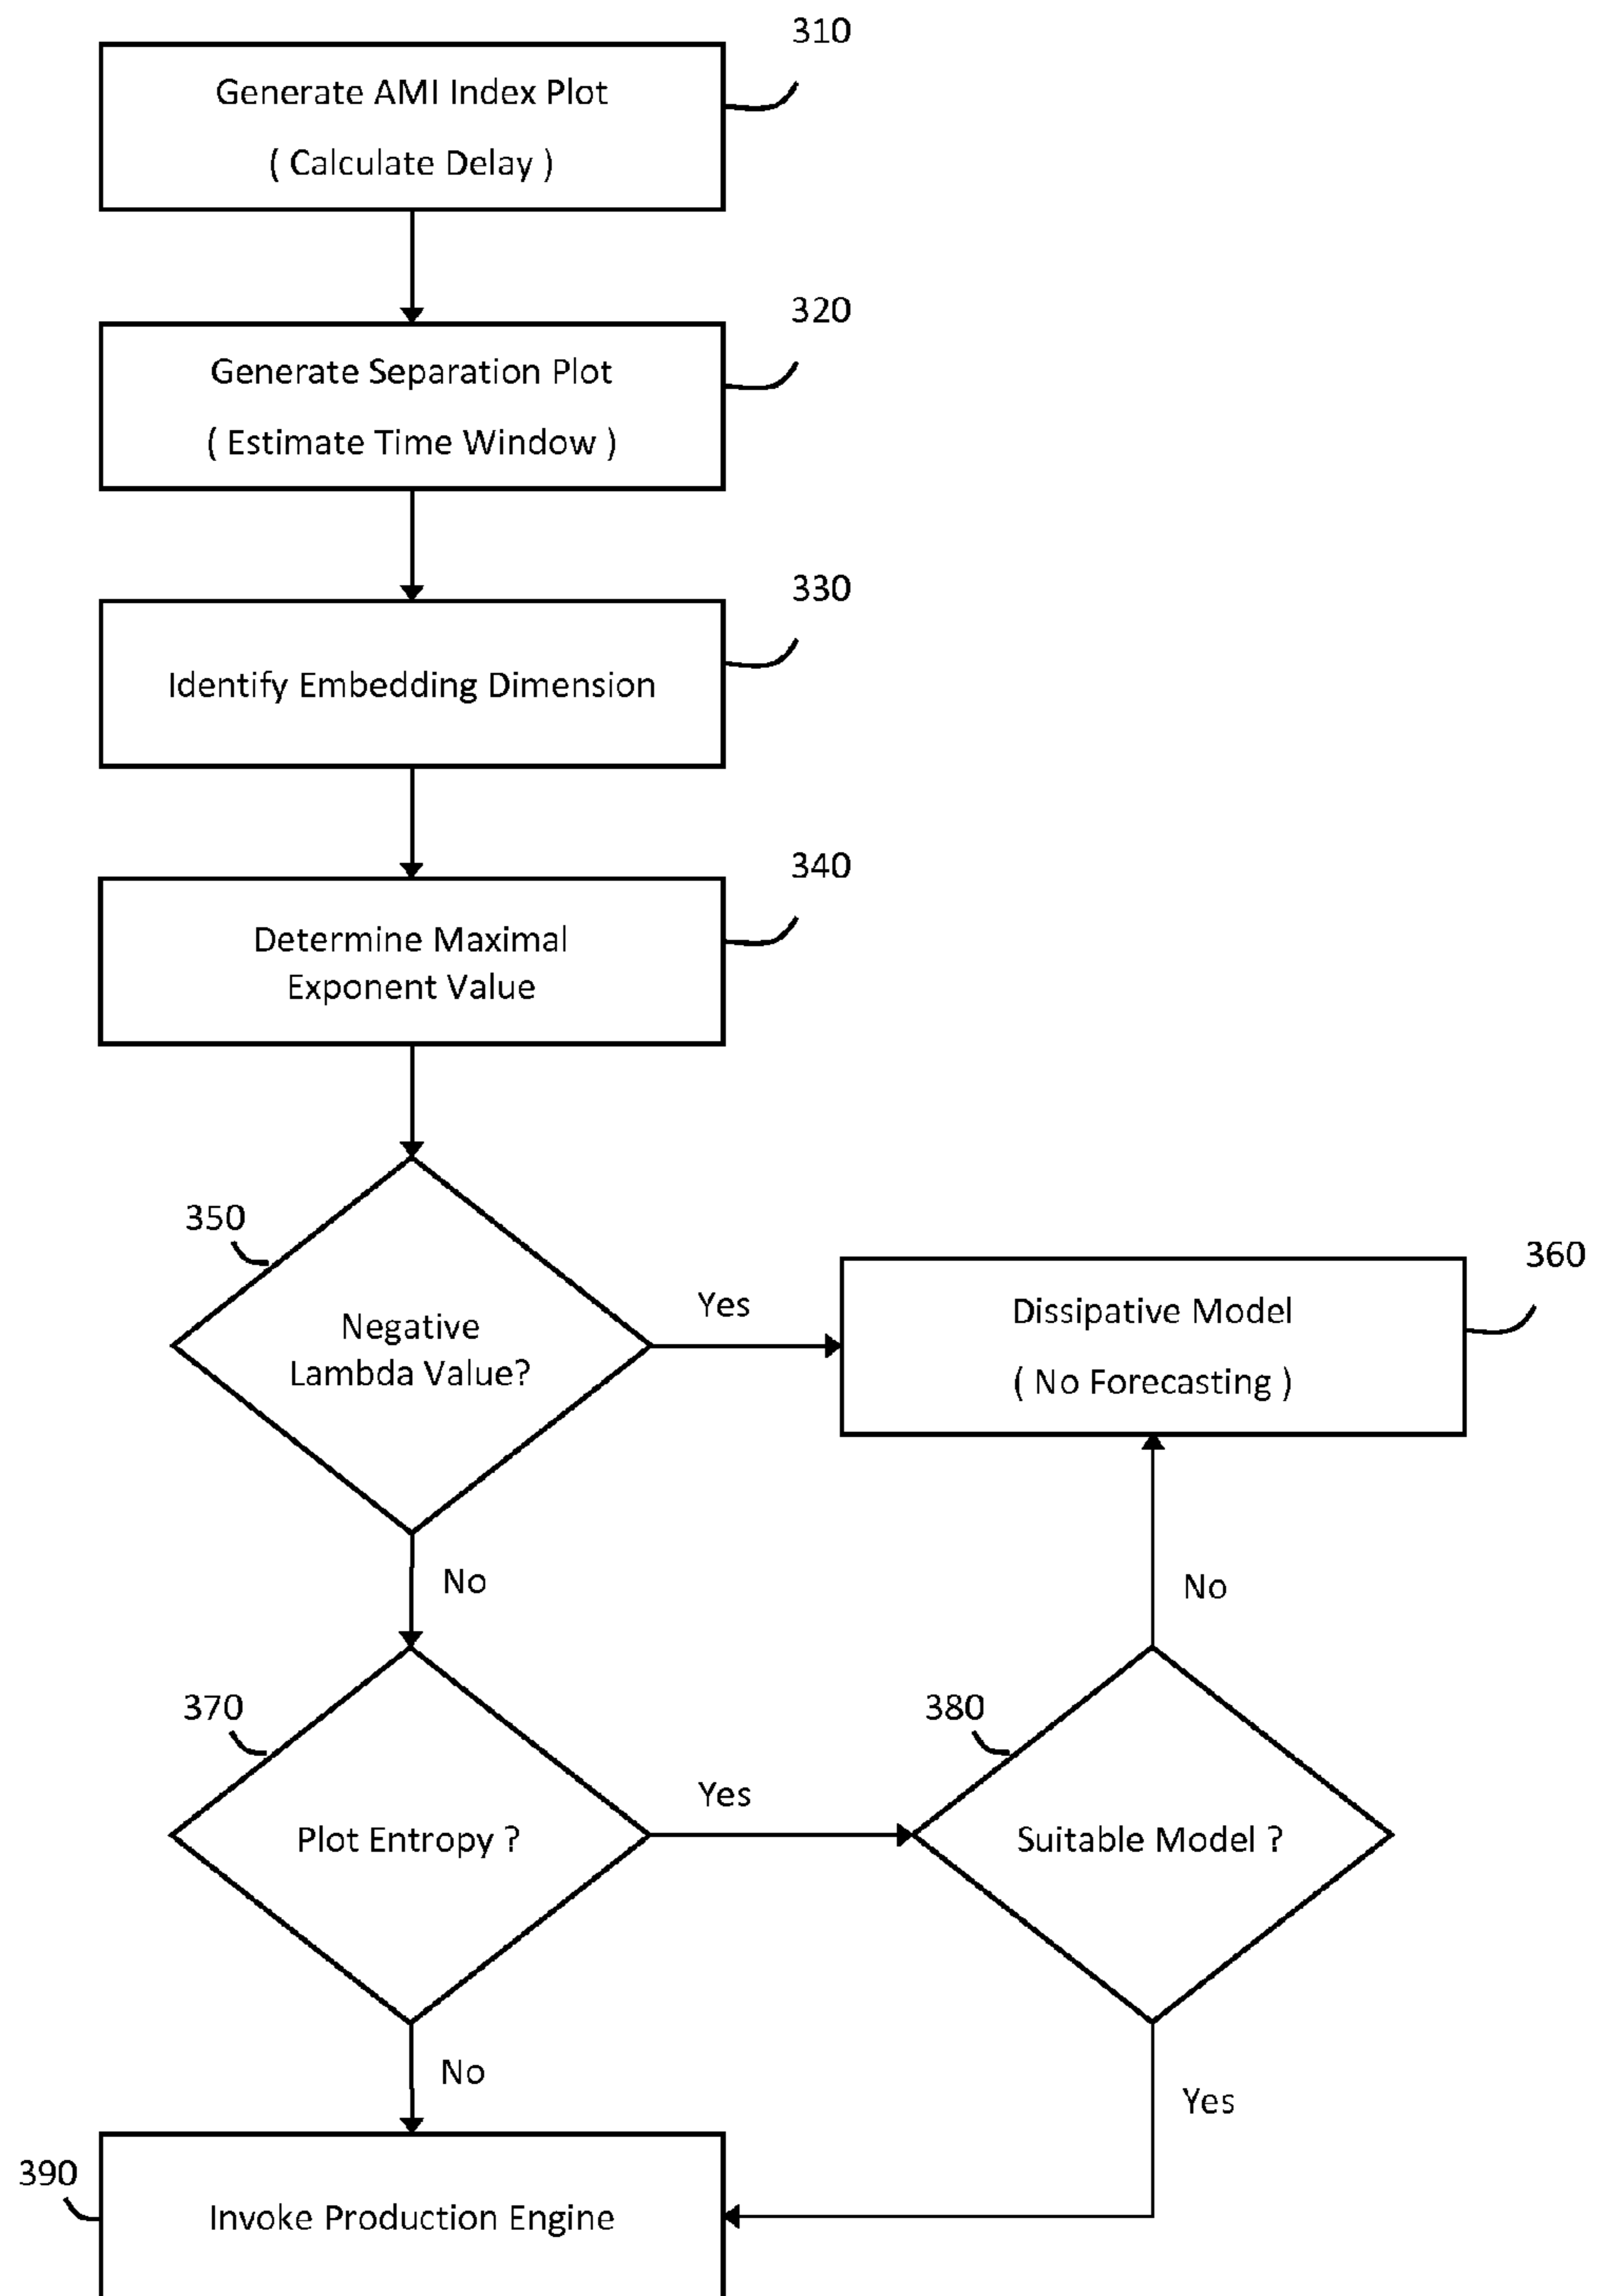 310
Generate AMI Index Plot
( Calculate Delay )
320
Generate Separation Plot
( Estimate Time Window )
330
Identify Embedding Dimension
340
Determine Maximal
Exponent Value
350
Negative
Lambda Value?
Yes
360
Dissipative Model
( No Forecasting )
No
No
370
Plot Entropy ?
Yes
380
Suitable Model ?
No
Yes
390
Invoke Production Engine